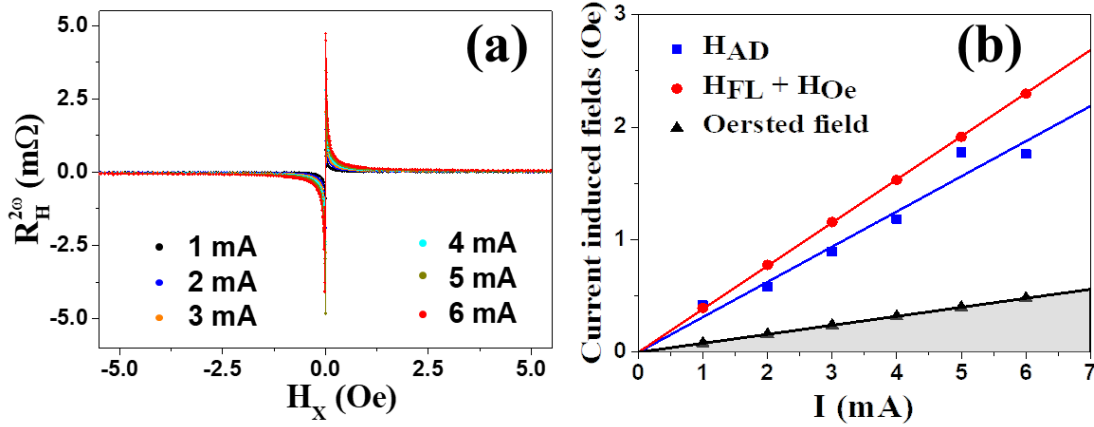 (a)
5.0
2.5
0.0
-2.5
-5.0
R_H^{2ω} (mΩ)
1 mA
2 mA
3 mA
4 mA
5 mA
6 mA
-5.0 -2.5 0.0 2.5 5.0
H_X (Oe)
(b)
3
2
1
0
Current induced fields (Oe)
H_AD
H_FL + H_Oe
Oersted field
0 1 2 3 4 5 6 7
I (mA)